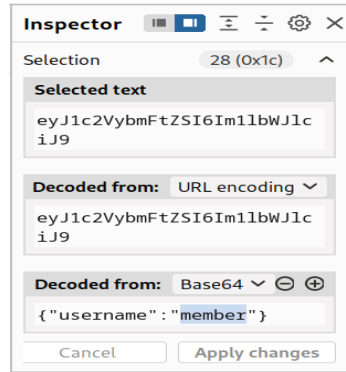 Inspector
Selection 28 (0x1c)
Selected text
eyJ1c2VybmFtZSI6Im1lbWJlc
iJ9
Decoded from: URL encoding
eyJ1c2VybmFtZSI6Im1lbWJlc
iJ9
Decoded from: Base64
{"username":"member"}
Cancel Apply changes